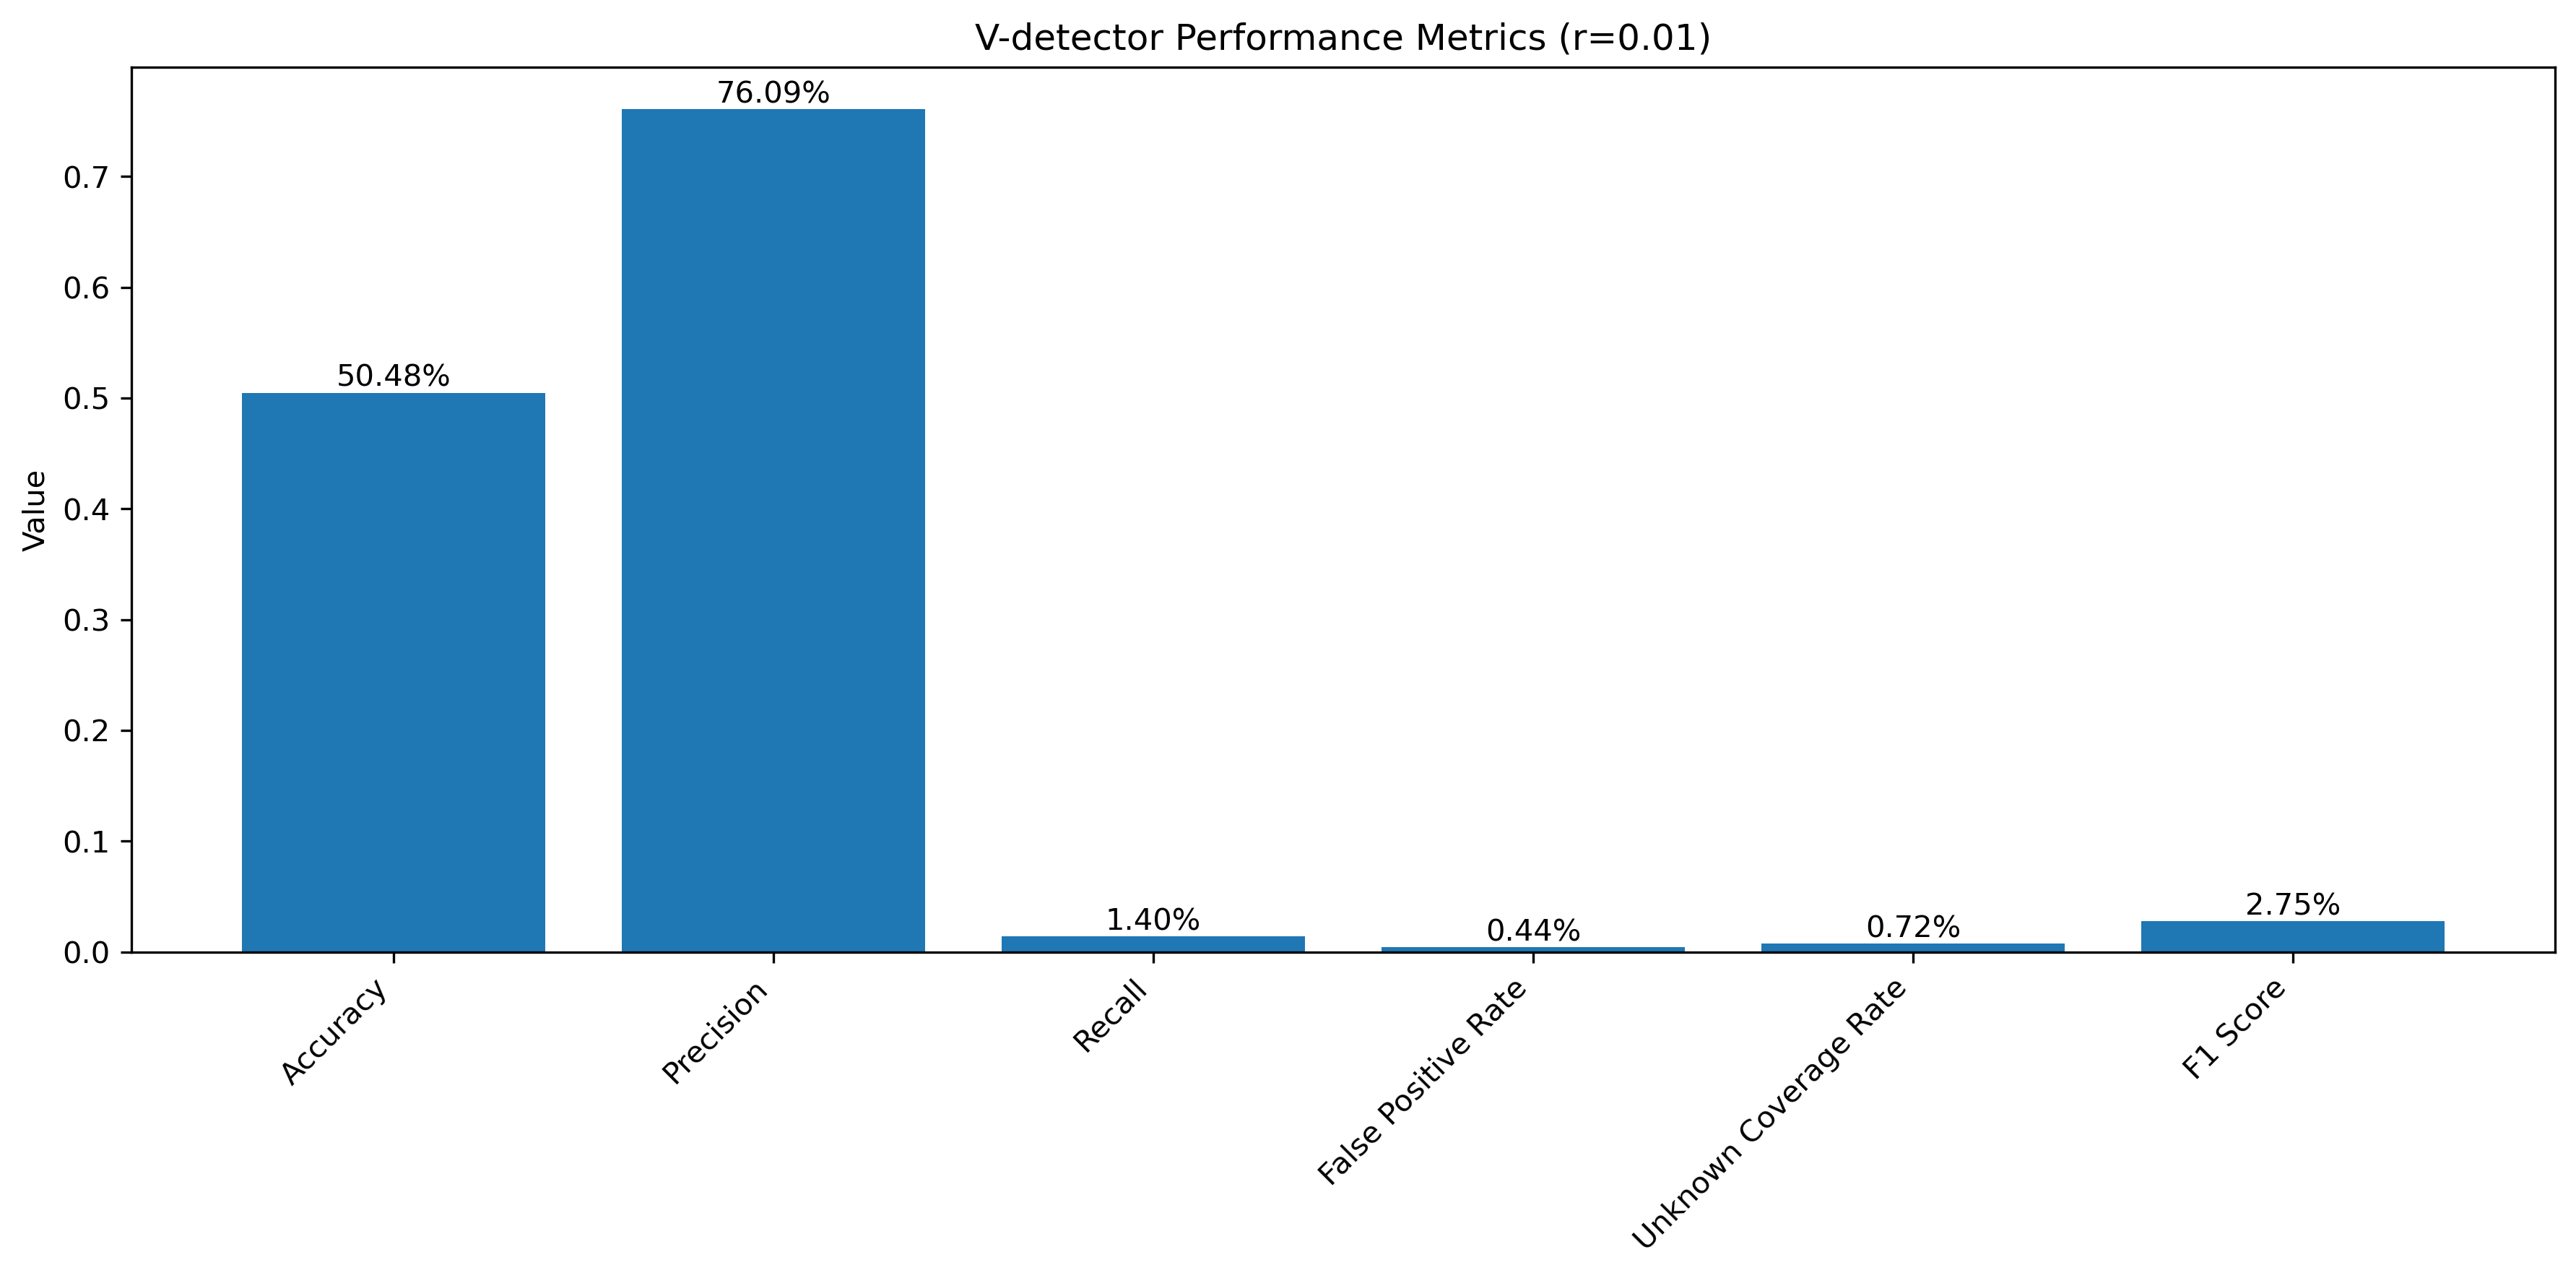 V-detector Performance Metrics (r=0.01)
Value
0.7
0.6
0.5
0.4
0.3
0.2
0.1
0.0
50.48%
76.09%
1.40%
0.44%
0.72%
2.75%
Accuracy
Precision
Recall
False Positive Rate
Unknown Coverage Rate
F1 Score